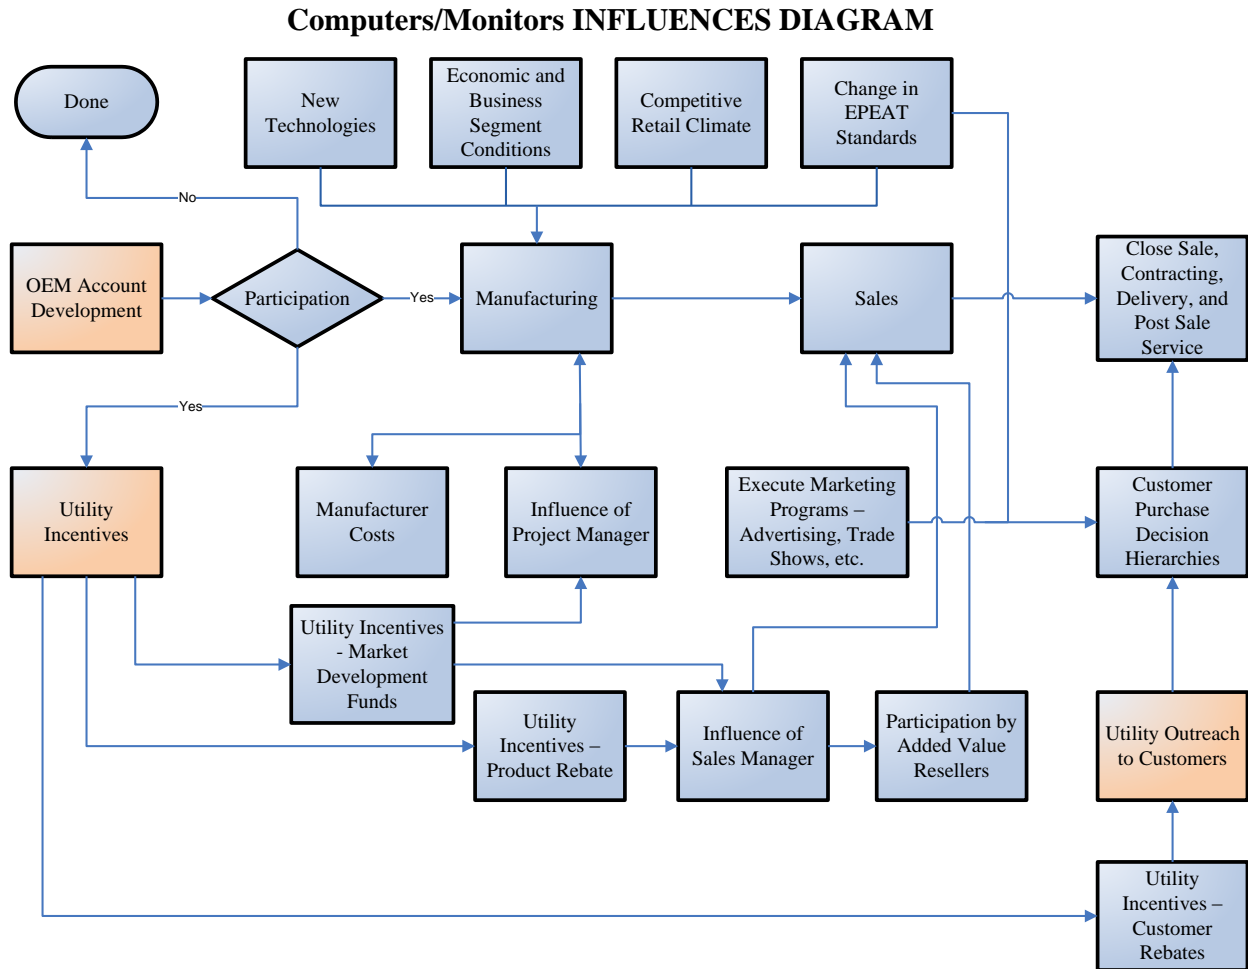 Computers/Monitors INFLUENCES DIAGRAM
Done
New
Technologies
Economic and
Business
Segment
Conditions
Competitive
Retail Climate
Change in
EPEAT
Standards
No
OEM Account
Development
Participation
Yes
Manufacturing
Sales
Close Sale,
Contracting,
Delivery, and
Post Sale
Service
Yes
Utility
Incentives
Manufacturer
Costs
Influence of
Project Manager
Execute Marketing
Programs –
Advertising, Trade
Shows, etc.
Customer
Purchase
Decision
Hierarchies
Utility Incentives
- Market
Development
Funds
Utility
Incentives –
Product Rebate
Influence of
Sales Manager
Participation by
Added Value
Resellers
Utility Outreach
to Customers
Utility
Incentives –
Customer
Rebates